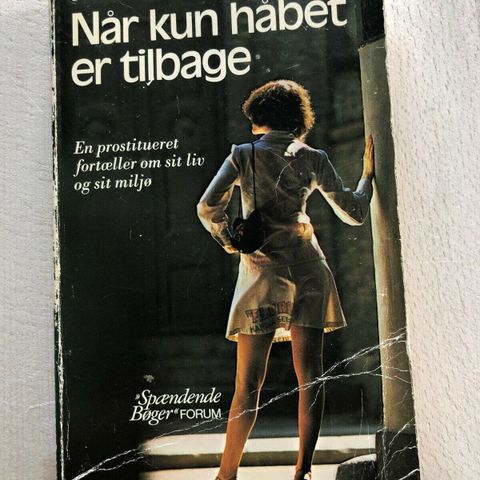 Når kun håbet
er tilbage
En prostitueret
fortæller om sit liv
og sit miljø
»Spændende
Bøger« FORUM